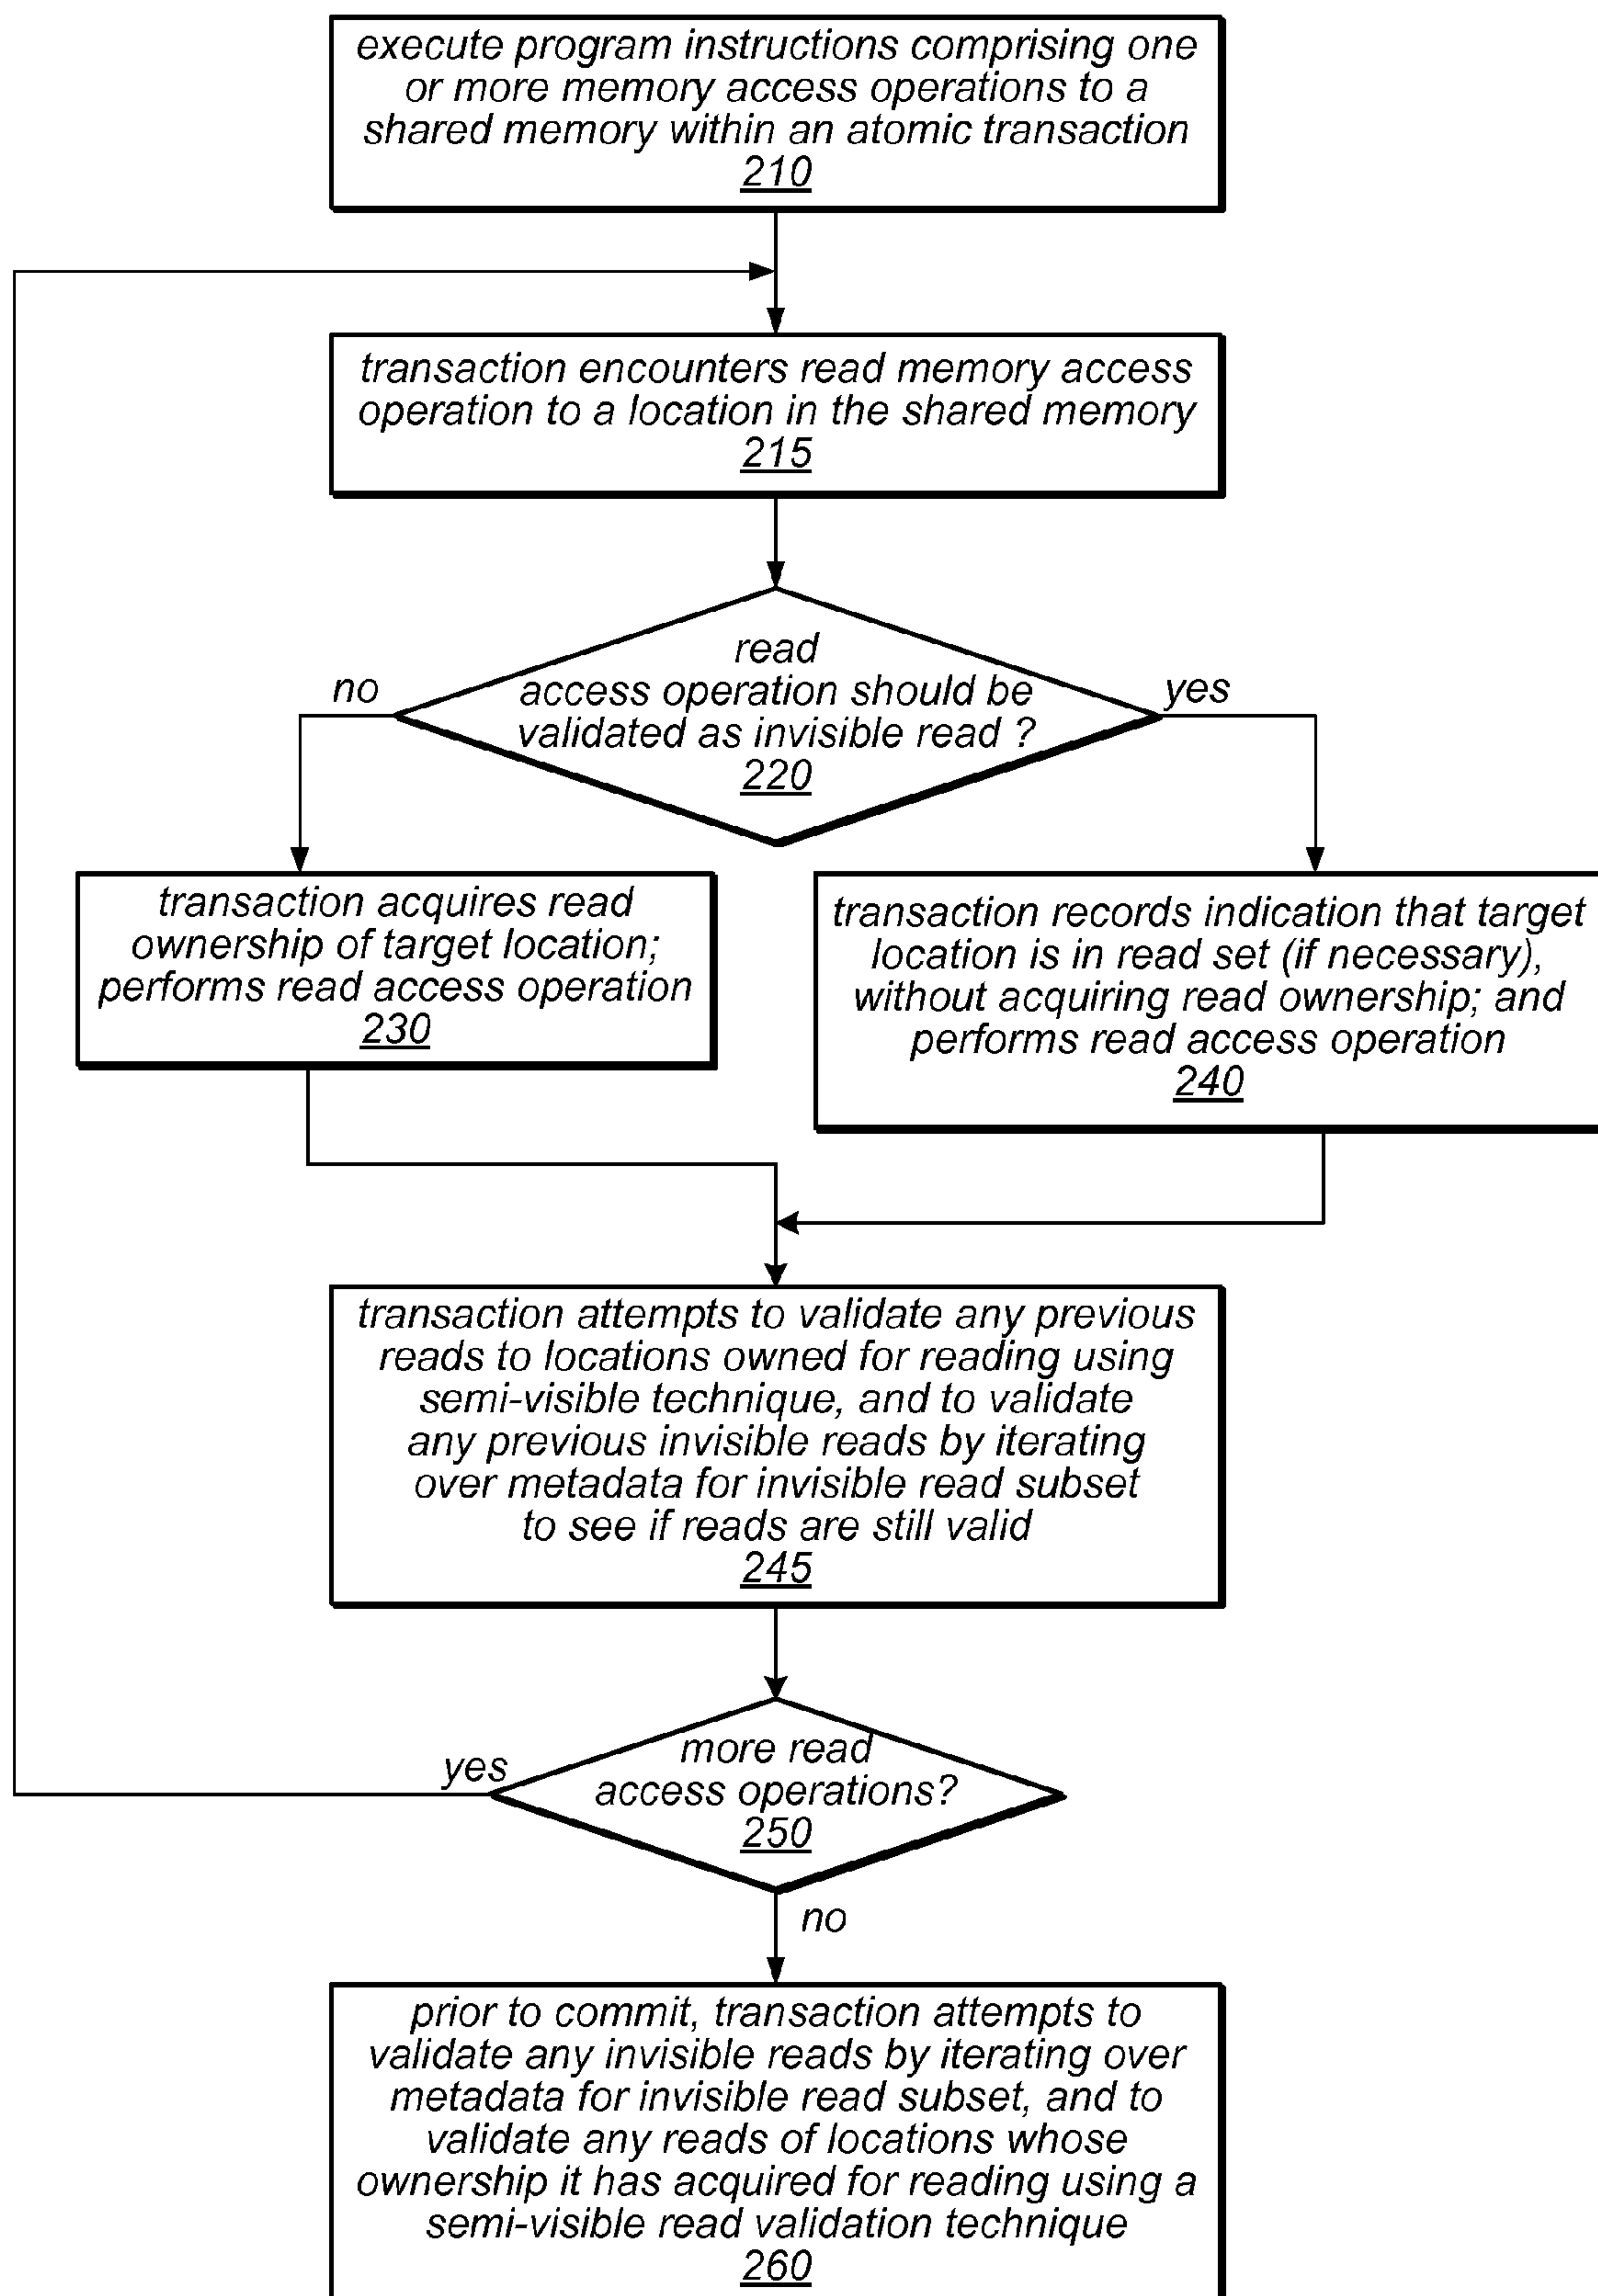 execute program instructions comprising one
or more memory access operations to a
shared memory within an atomic transaction
210
transaction encounters read memory access
operation to a location in the shared memory
215
read
access operation should be
validated as invisible read ?
220
no
yes
transaction acquires read
ownership of target location;
performs read access operation
230
transaction records indication that target
location is in read set (if necessary),
without acquiring read ownership; and
performs read access operation
240
transaction attempts to validate any previous
reads to locations owned for reading using
semi-visible technique, and to validate
any previous invisible reads by iterating
over metadata for invisible read subset
to see if reads are still valid
245
yes
more read
access operations?
250
no
prior to commit, transaction attempts to
validate any invisible reads by iterating over
metadata for invisible read subset, and to
validate any reads of locations whose
ownership it has acquired for reading using a
semi-visible read validation technique
260